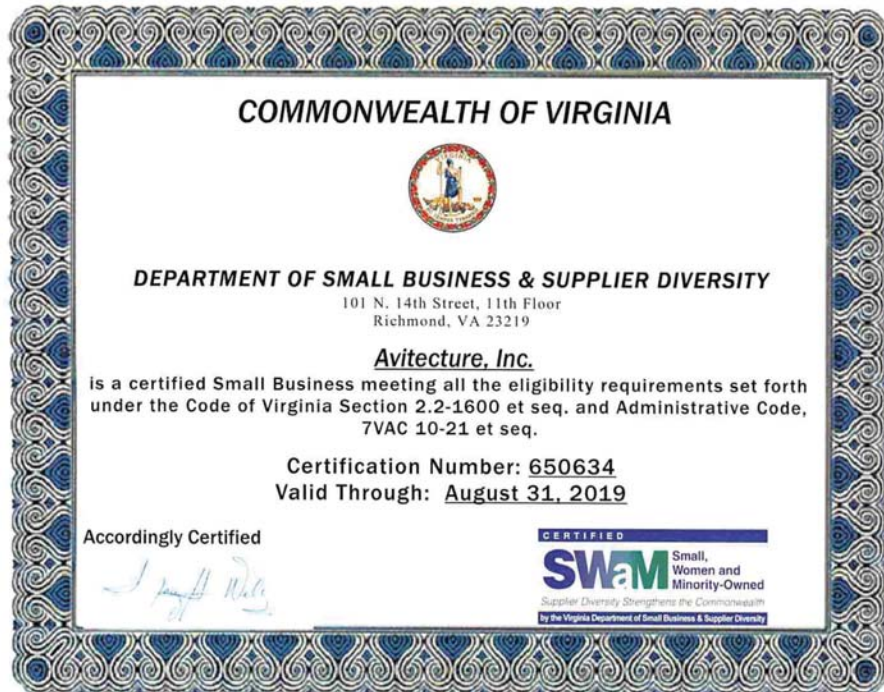 COMMONWEALTH OF VIRGINIA
VIRGINIA
DEPARTMENT OF SMALL BUSINESS & SUPPLIER DIVERSITY
101 N. 14th Street, 11th Floor
Richmond, VA 23219
Avitecture, Inc.
is a certified Small Business meeting all the eligibility requirements set forth
under the Code of Virginia Section 2.2-1600 et seq. and Administrative Code,
7VAC 10-21 et seq.
Certification Number: 650634
Valid Through: August 31, 2019
Accordingly Certified
CERTIFIED
SWaM
Small,
Women and
Minority-Owned
Supplier Diversity Strengthens the Commonwealth
by the Virginia Department of Small Business & Supplier Diversity